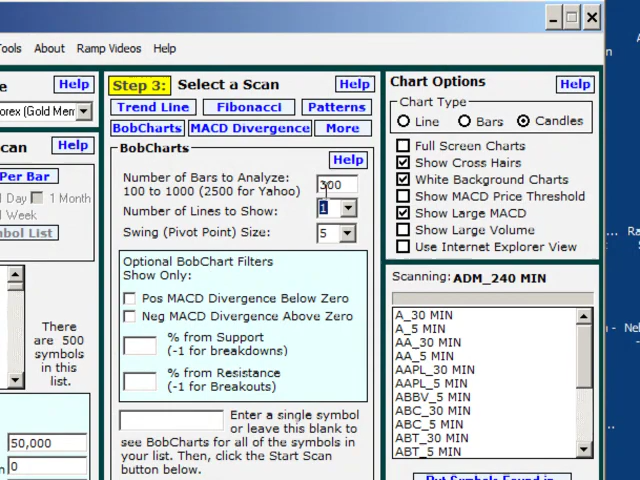 ools About Ramp Videos Help
e Help
orex (Gold Mem
can Help
Per Bar
Day 1 Month
Week
mbol List
There
are 500
symbols
in this
list.
50,000
0
Step 3: Select a Scan Help
Trend Line Fibonacci Patterns
BobCharts MACD Divergence More
BobCharts
Help
Number of Bars to Analyze:
100 to 1000 (2500 for Yahoo)
Number of Lines to Show: 1
Swing (Pivot Point) Size: 5
Optional BobChart Filters
Show Only:
Pos MACD Divergence Below Zero
Neg MACD Divergence Above Zero
% from Support
(-1 for breakdowns)
% from Resistance
(-1 for Breakouts)
Enter a single symbol
or leave this blank to
see BobCharts for all of the symbols in
your list. Then, click the Start Scan
button below.
Chart Options Help
Chart Type
Line Bars Candles
Full Screen Charts
Show Cross Hairs
White Background Charts
Show MACD Price Threshold
Show Large MACD
Show Large Volume
Use Internet Explorer View
Scanning: ADM_240 MIN
A_30 MIN
A_5 MIN
AA_30 MIN
AA_5 MIN
AAPL_30 MIN
AAPL_5 MIN
ABBV_5 MIN
ABC_30 MIN
ABC_5 MIN
ABT_30 MIN
ABT_5 MIN
Put Symbols Found in